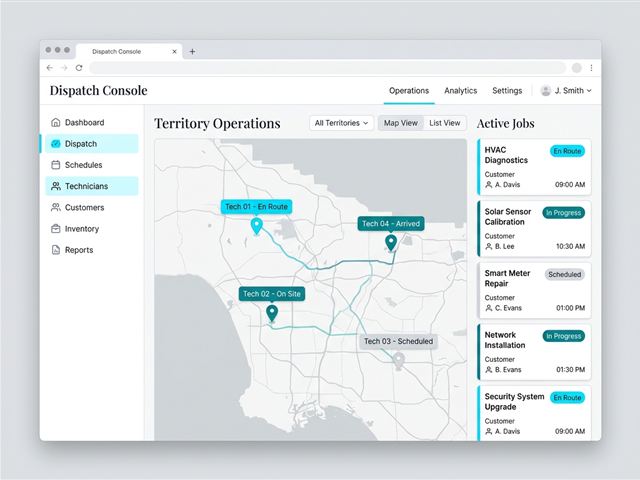 Dispatch Console
Dispatch Console
Operations
Analytics
Settings
J. Smith
Dashboard
Dispatch
Schedules
Technicians
Customers
Inventory
Reports
Territory Operations
All Territories
Map View
List View
Tech 01 - En Route
Tech 04 - Arrived
Tech 02 - On Site
Tech 03 - Scheduled
Active Jobs
HVAC
Diagnostics
En Route
Customer
A. Davis
09:00 AM
Solar Sensor
Calibration
In Progress
Customer
B. Lee
10:30 AM
Smart Meter
Repair
Scheduled
Customer
C. Evans
01:00 PM
Network
Installation
In Progress
Customer
B. Evans
01:30 PM
Security System
Upgrade
En Route
Customer
A. Davis
09:00 AM